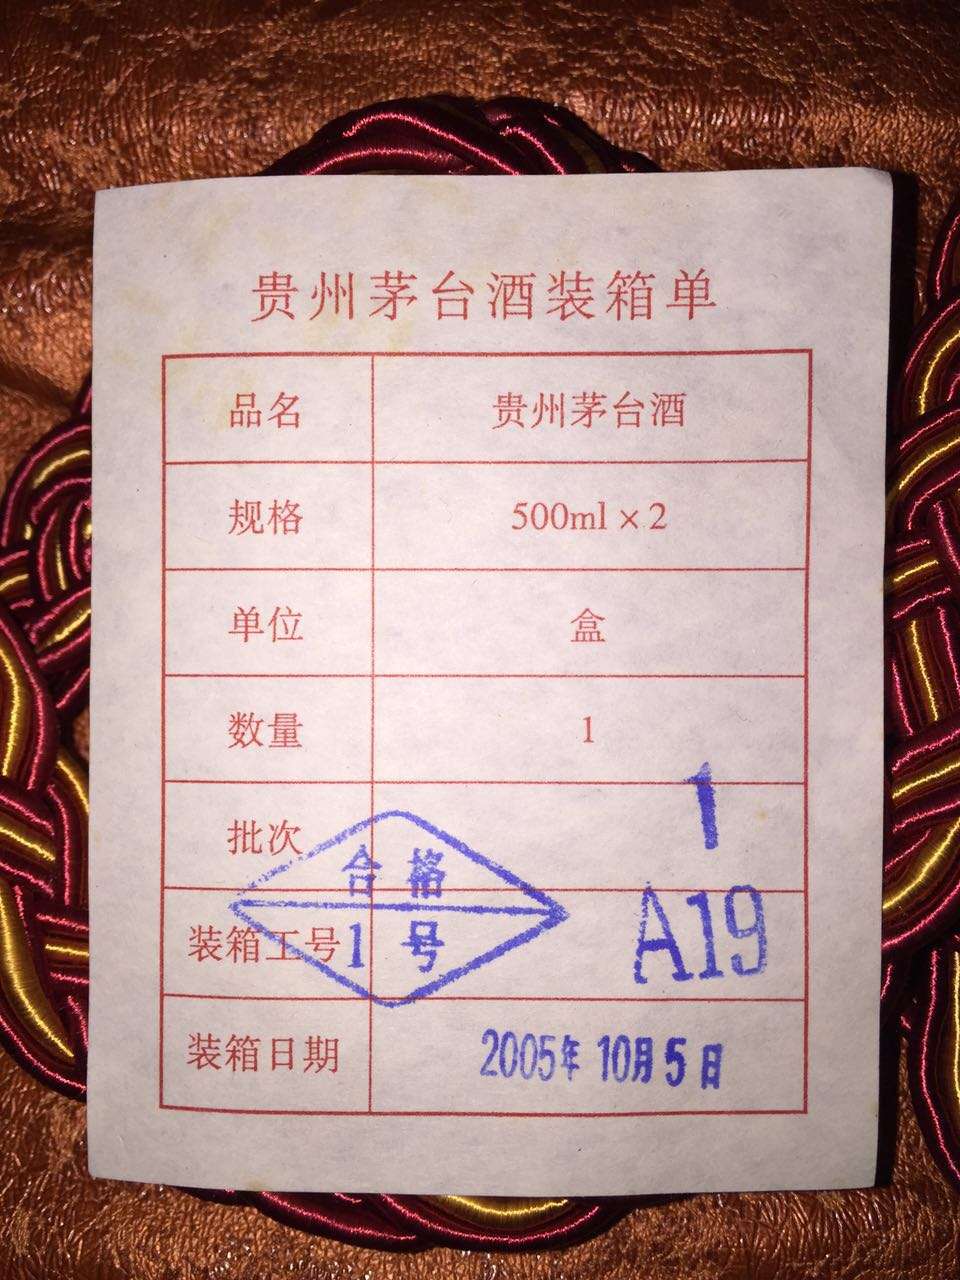 贵州茅台酒装箱单
品名 贵州茅台酒
规格 500ml × 2
单位 盒
数量 1
批次 1
合格
装箱工号 A19
1号
装箱日期 2005年10月5日